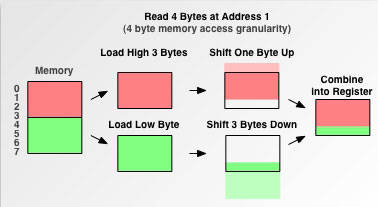 Read 4 Bytes at Address 1
(4 byte memory access granularity)
Memory
0
1
2
3
4
5
6
7
Load High 3 Bytes
Shift One Byte Up
Load Low Byte
Shift 3 Bytes Down
Combine
into Register